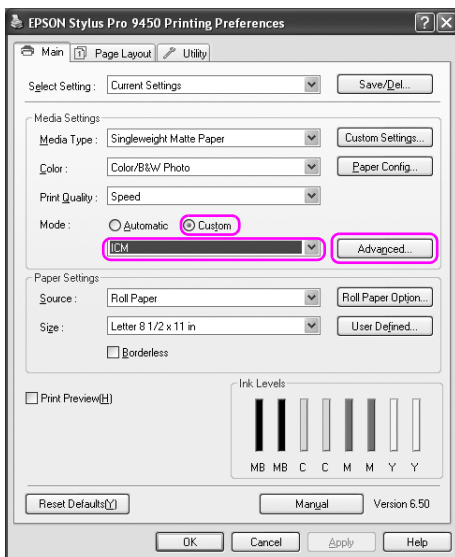 EPSON Stylus Pro 9450 Printing Preferences
Main Page Layout Utility
Select Setting : Current Settings Save/Del...
Media Settings
Media Type : Singleweight Matte Paper Custom Settings...
Color : Color/B&W Photo Paper Config...
Print Quality : Speed
Mode : Automatic Custom
ICM Advanced...
Paper Settings
Source : Roll Paper Roll Paper Option...
Size : Letter 8 1/2 x 11 in User Defined...
Borderless
Print Preview(H)
Ink Levels
MB MB C C M M Y Y
Reset Defaults(Y) Manual Version 6.50
OK Cancel Apply Help